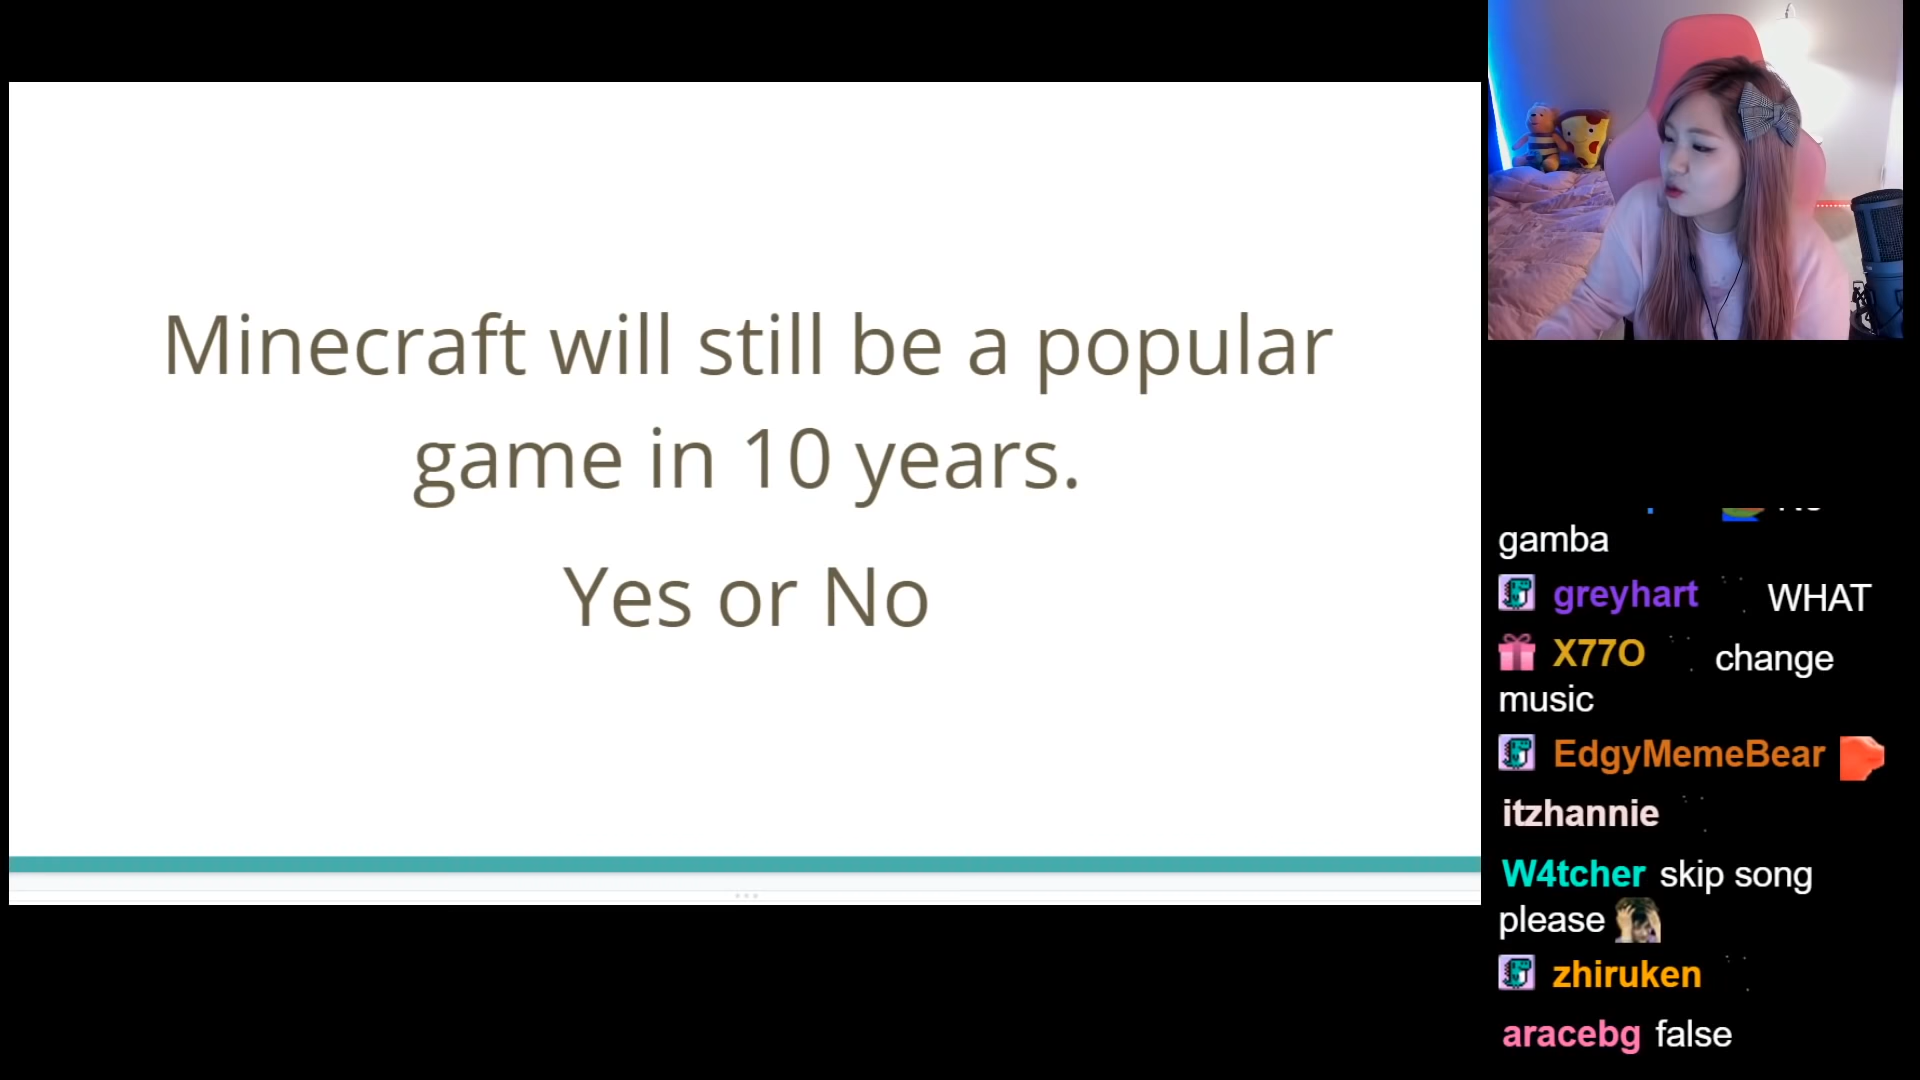 Minecraft will still be a popular
game in 10 years.
Yes or No
gamba
greyhart WHAT
X77O change
music
EdgyMemeBear
itzhannie
W4tcher skip song
please
zhiruken
aracebg false